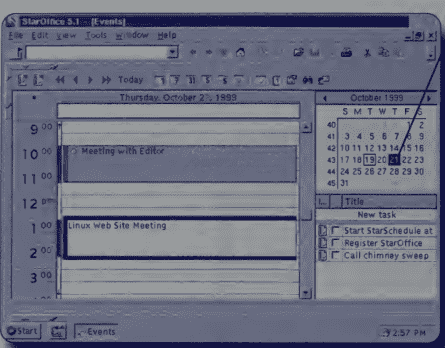 StarOffice 5.1 - [Events]
File Edit View Tools Window Help
Today
Thursday, October 21, 1999
October 1999
S M T W T F S
40
41 3 4 5 6 7 8 9
42 10 11 12 13 14 15 16
43 17 18 19 20 21 22 23
44 24 25 26 27 28 29 30
45 31
9 00
10 00 Meeting with Editor
11 00
12 pm
1 00 Linux Web Site Meeting
2 00
3 00
Title
New task
Start StarSchedule at
Register StarOffice
Call chimney sweep
Start Events 2:57 PM